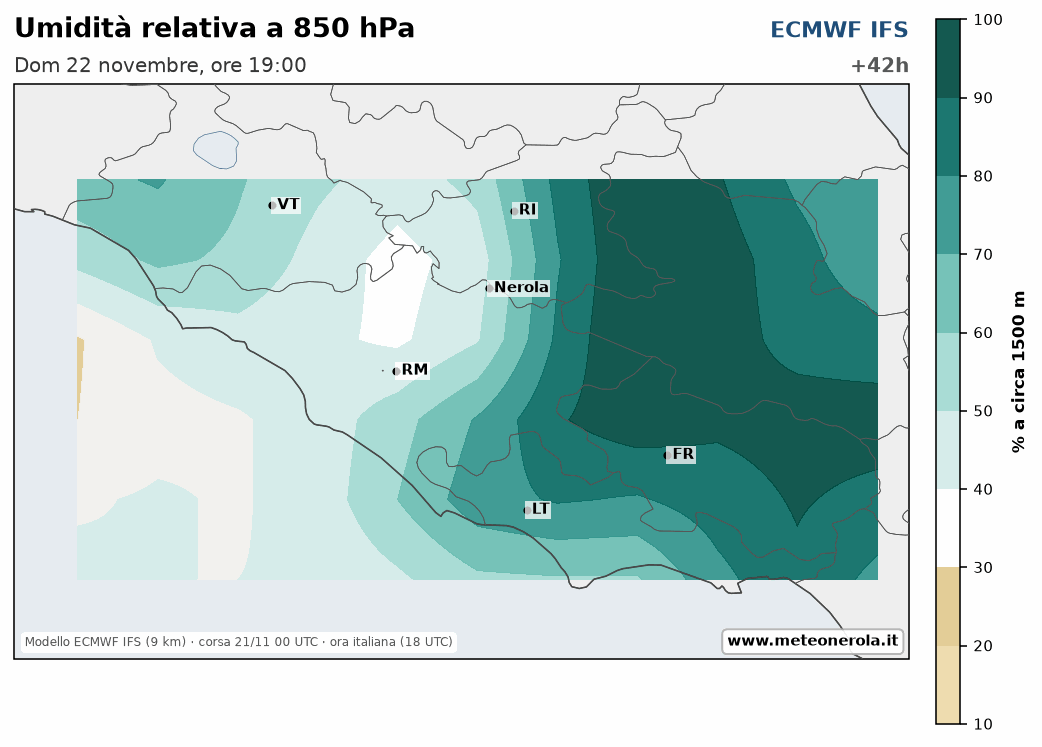 Umidità relativa a 850 hPa
ECMWF IFS
Dom 22 novembre, ore 19:00
+42h
VT
RI
Nerola
RM
FR
LT
Modello ECMWF IFS (9 km) · corsa 21/11 00 UTC · ora italiana (18 UTC)
www.meteonerola.it
100
90
80
70
60
50
40
30
20
10
% a circa 1500 m